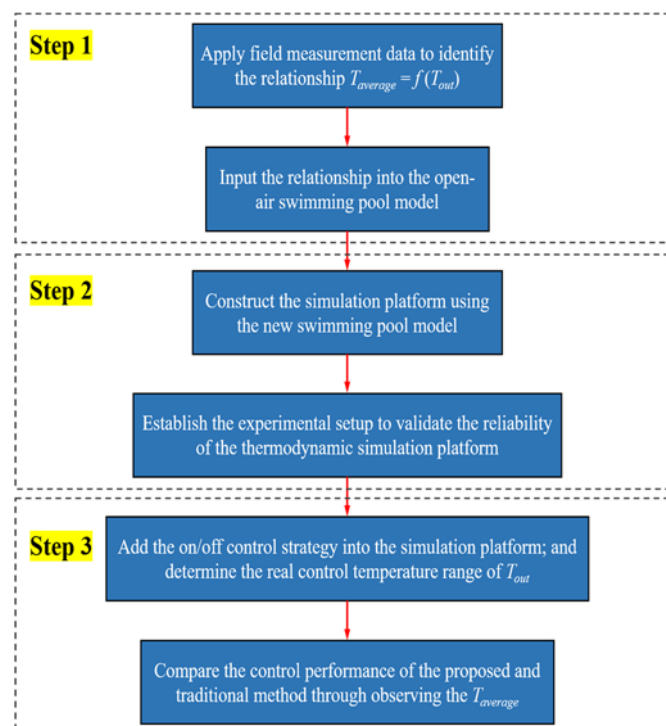 Step 1
Apply field measurement data to identify
the relationship T_average = f (T_out)
Input the relationship into the open-
air swimming pool model
Step 2
Construct the simulation platform using
the new swimming pool model
Establish the experimental setup to validate the reliability
of the thermodynamic simulation platform
Step 3
Add the on/off control strategy into the simulation platform; and
determine the real control temperature range of T_out
Compare the control performance of the proposed and
traditional method through observing the T_average